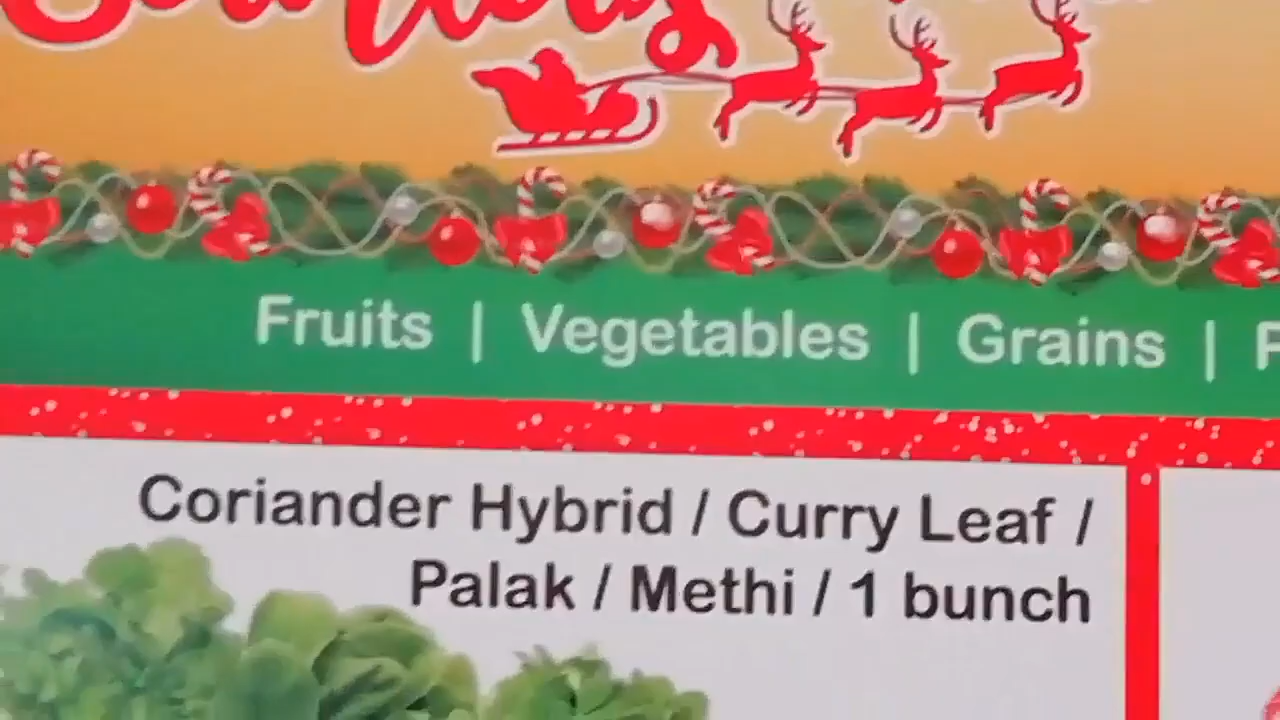 Fruits | Vegetables | Grains |
Coriander Hybrid / Curry Leaf /
Palak / Methi / 1 bunch